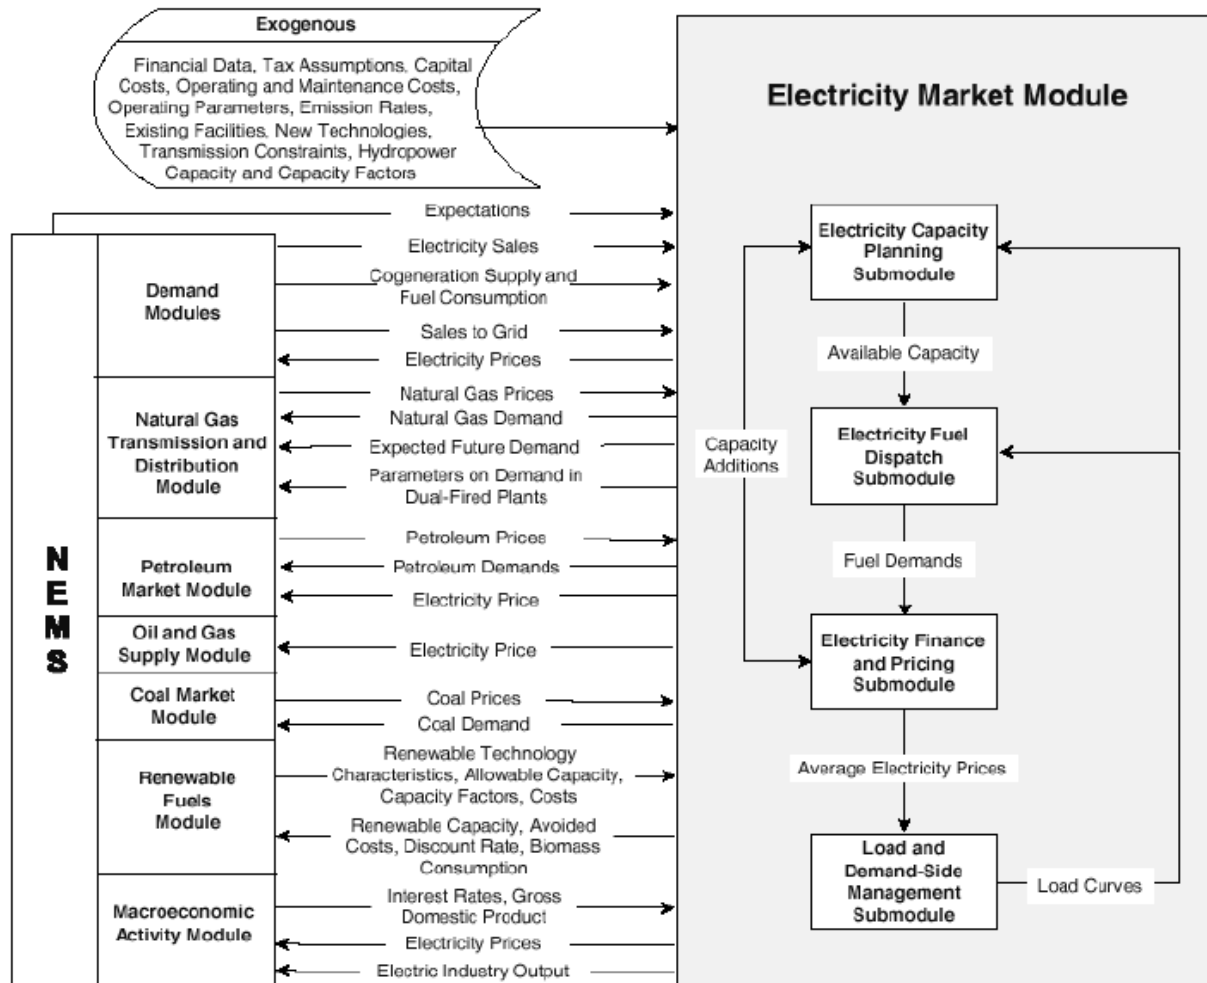 Exogenous
Financial Data, Tax Assumptions, Capital
Costs, Operating and Maintenance Costs,
Operating Parameters, Emission Rates,
Existing Facilities, New Technologies,
Transmission Constraints, Hydropower
Capacity and Capacity Factors
Electricity Market Module
NEMS
Demand
Modules
Expectations
Electricity Sales
Cogeneration Supply and
Fuel Consumption
Sales to Grid
Electricity Prices
Natural Gas
Transmission and
Distribution
Module
Natural Gas Prices
Natural Gas Demand
Expected Future Demand
Parameters on Demand in
Dual-Fired Plants
Petroleum
Market Module
Petroleum Prices
Petroleum Demands
Electricity Price
Oil and Gas
Supply Module
Electricity Price
Coal Market
Module
Coal Prices
Coal Demand
Renewable
Fuels
Module
Renewable Technology
Characteristics, Allowable Capacity,
Capacity Factors, Costs
Renewable Capacity, Avoided
Costs, Discount Rate, Biomass
Consumption
Macroeconomic
Activity Module
Interest Rates, Gross
Domestic Product
Electricity Prices
Electric Industry Output
Electricity Capacity
Planning
Submodule
Available Capacity
Capacity
Additions
Electricity Fuel
Dispatch
Submodule
Fuel Demands
Electricity Finance
and Pricing
Submodule
Average Electricity Prices
Load and
Demand-Side
Management
Submodule
Load Curves